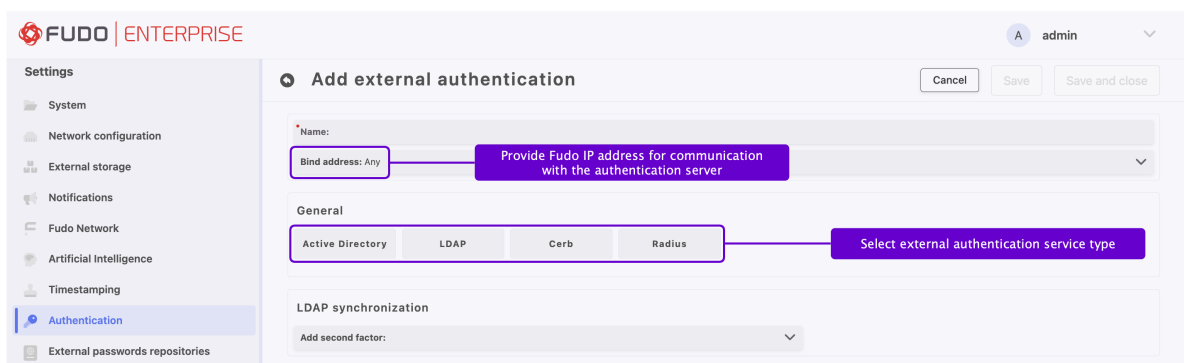 FUDO ENTERPRISE
A admin
Settings
Add external authentication
Cancel
Save
Save and close
System
Network configuration
External storage
Notifications
Fudo Network
Artificial Intelligence
Timestamping
Authentication
External passwords repositories
*Name:
Bind address: Any
Provide Fudo IP address for communication
with the authentication server
General
Active Directory
LDAP
Cerb
Radius
Select external authentication service type
LDAP synchronization
Add second factor: